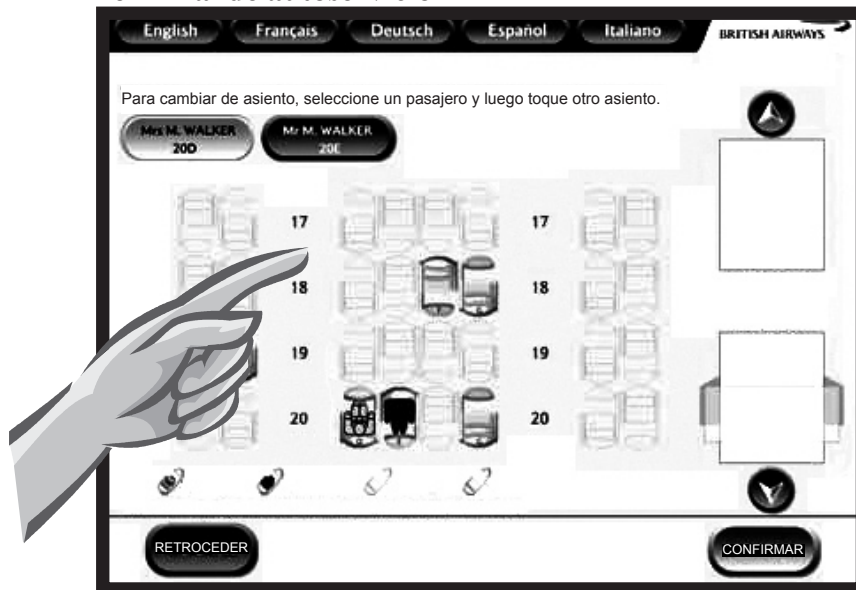 English Français Deutsch Español Italiano BRITISH AIRWAYS
Para cambiar de asiento, seleccione un pasajero y luego toque otro asiento.
Mrs M. WALKER
20D
Mr M. WALKER
20E
17 17
18 18
19 19
20 20
RETROCEDER CONFIRMAR